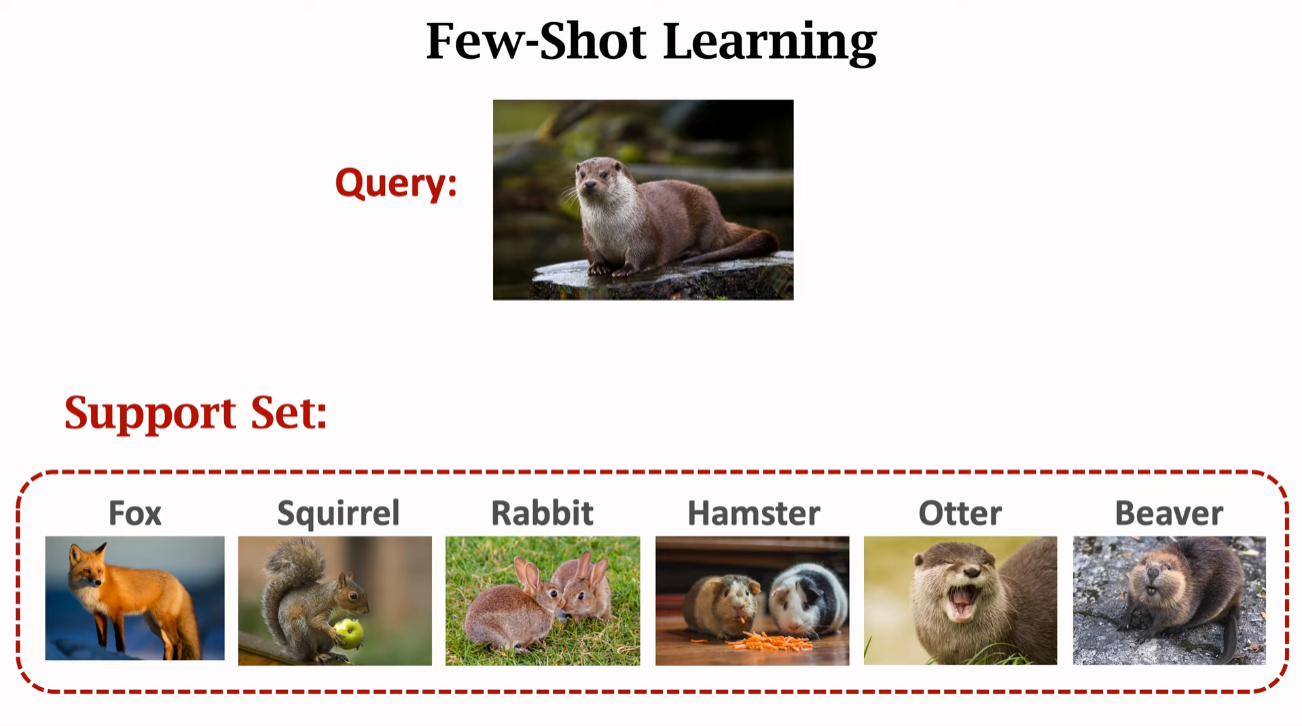 Few-Shot Learning
Query:
Support Set:
Fox Squirrel Rabbit Hamster Otter Beaver